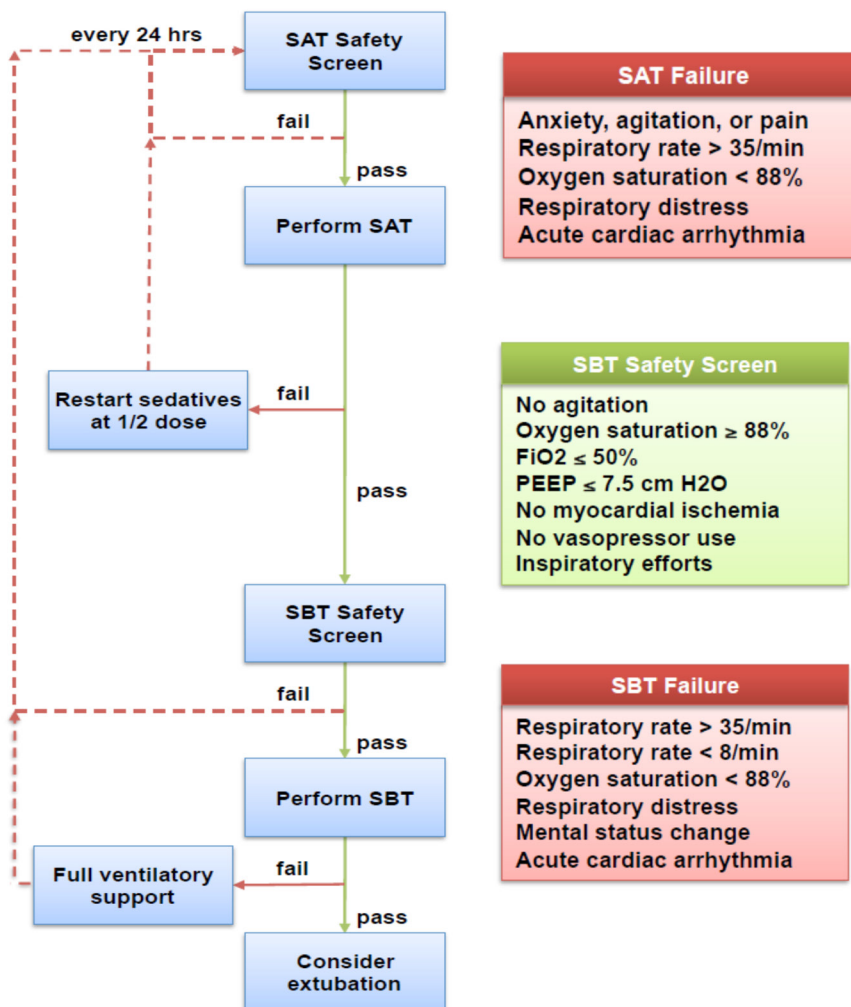 every 24 hrs
SAT Safety
Screen
fail
pass
Perform SAT
Restart sedatives
at 1/2 dose
fail
pass
SBT Safety
Screen
fail
pass
Perform SBT
Full ventilatory
support
fail
pass
Consider
extubation
SAT Failure
Anxiety, agitation, or pain
Respiratory rate > 35/min
Oxygen saturation < 88%
Respiratory distress
Acute cardiac arrhythmia
SBT Safety Screen
No agitation
Oxygen saturation ≥ 88%
FiO2 ≤ 50%
PEEP ≤ 7.5 cm H2O
No myocardial ischemia
No vasopressor use
Inspiratory efforts
SBT Failure
Respiratory rate > 35/min
Respiratory rate < 8/min
Oxygen saturation < 88%
Respiratory distress
Mental status change
Acute cardiac arrhythmia